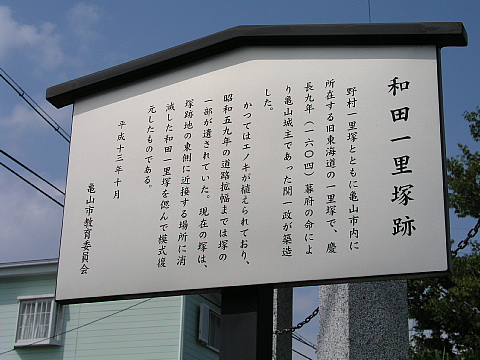 和田一里塚跡
野村一里塚とともに亀山市内に
所在する旧東海道の一里塚で、慶
長九年(一六〇四)幕府の命によ
り亀山城主であった関一政が築造
した。
かつてはエノキが植えられており、
昭和五九年の道路拡幅までは塚の
一部が遺されていた。現在の塚は、
塚跡地の東側に近接する場所に消
滅した和田一里塚を偲んで模式復
元したものである。
平成十三年十月
亀山市教育委員会